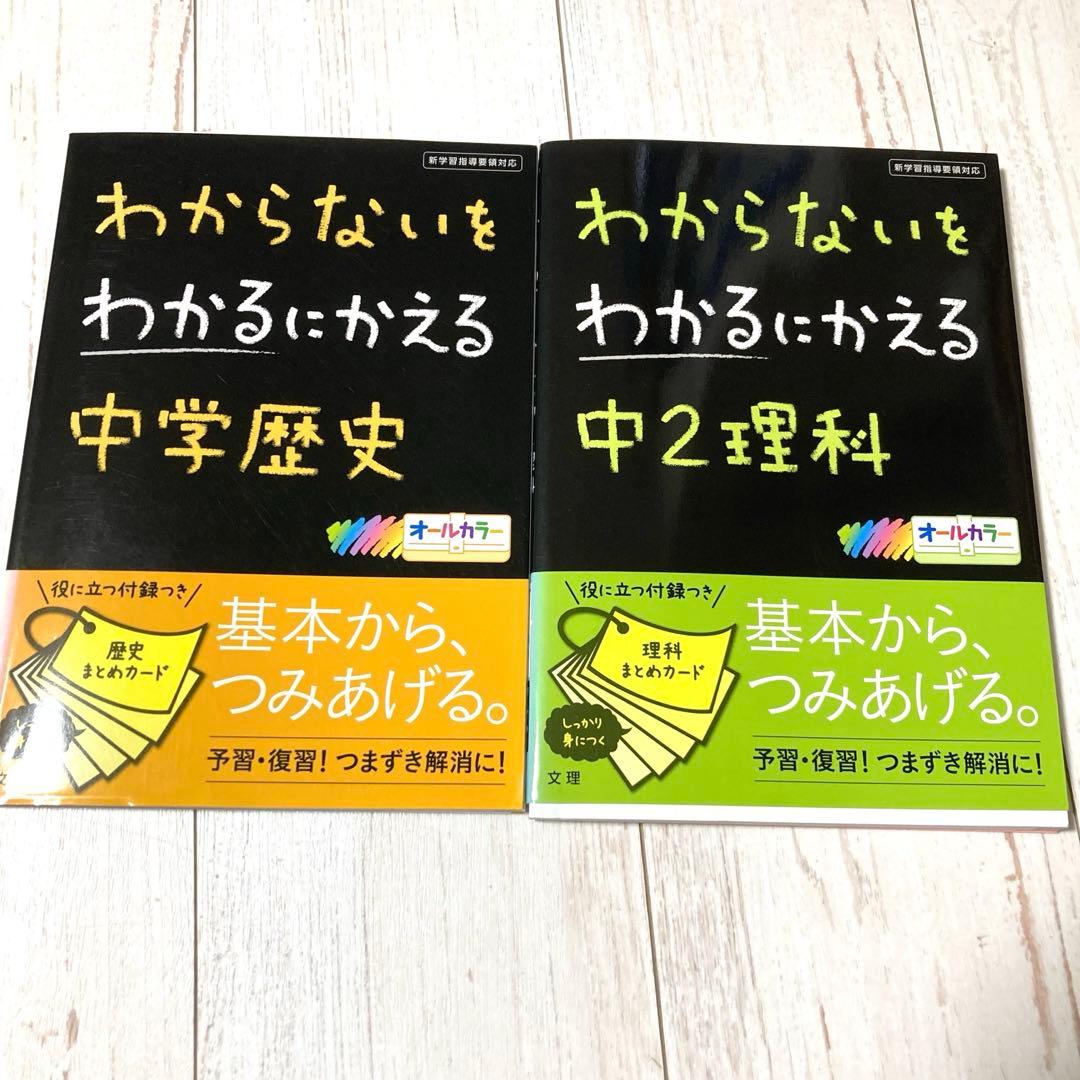 新学習指導要領対応
わからないを
わかるにかえる
中学歴史
オールカラー
役に立つ付録つき
歴史
まとめカード
基本から、
つみあげる。
予習・復習！つまずき解消に！
新学習指導要領対応
わからないを
わかるにかえる
中2理科
オールカラー
役に立つ付録つき
理科
まとめカード
しっかり
身につく
基本から、
つみあげる。
予習・復習！つまずき解消に！
文理